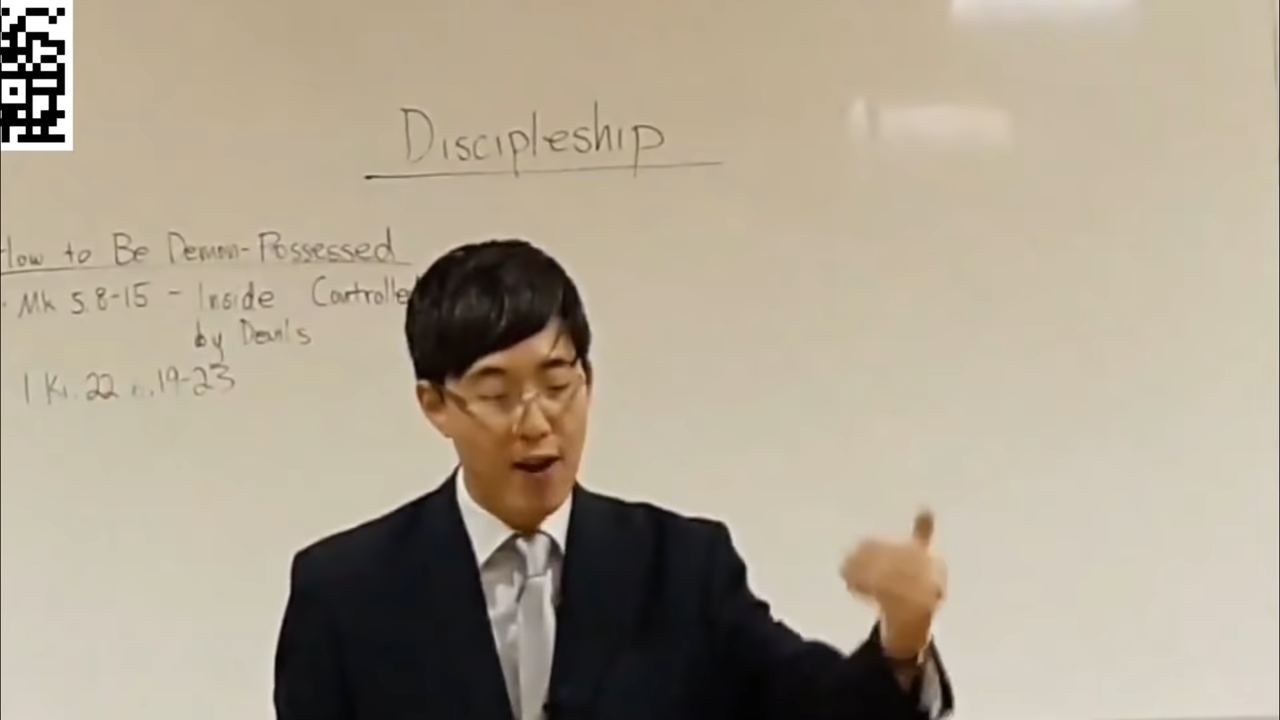 Discipleship
How to Be Demon-Possessed
· Mk 5.8-15 - Inside Controlled
by Devils
1 Ki. 22 19-23